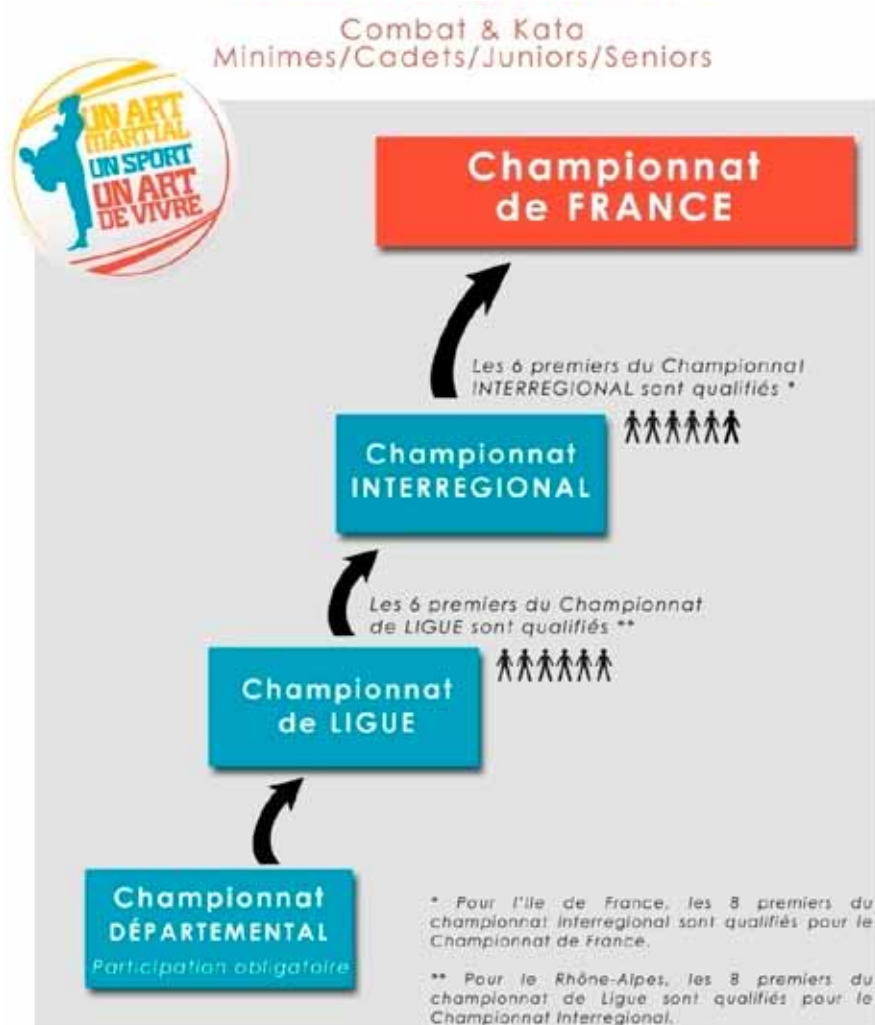 Combat & Kata
Minimes/Cadets/Juniors/Seniors
UN ART
MARTIAL
UN SPORT
UN ART
DE VIVRE
Championnat
de FRANCE
Les 6 premiers du Championnat
INTERREGIONAL sont qualifiés *
Championnat
INTERREGIONAL
Les 6 premiers du Championnat
de LIGUE sont qualifiés **
Championnat
de LIGUE
Championnat
DÉPARTEMENTAL
Participation obligatoire
* Pour l'Ile de France, les 8 premiers du
championnat Interregional sont qualifiés pour le
Championnat de France.
** Pour le Rhône-Alpes, les 8 premiers du
championnat de Ligue sont qualifiés pour le
Championnat Interregional.